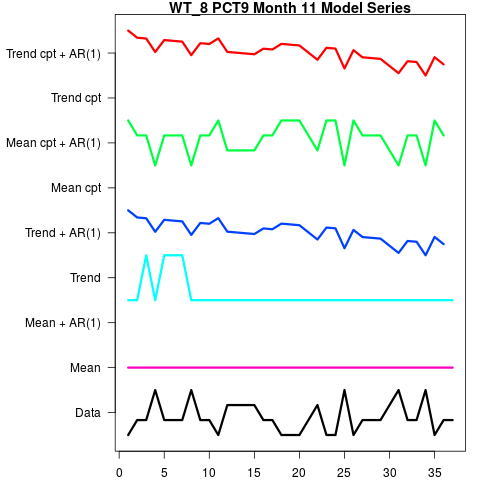 WT_8 PCT9 Month 11 Model Series
Trend cpt + AR(1)
Trend cpt
Mean cpt + AR(1)
Mean cpt
Trend + AR(1)
Trend
Mean + AR(1)
Mean
Data
0 5 10 15 20 25 30 35